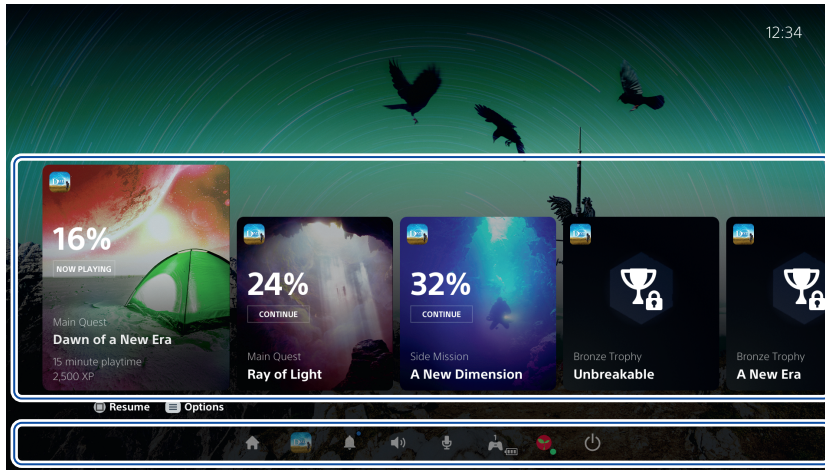 12:34
16%
NOW PLAYING
Main Quest
Dawn of a New Era
15 minute playtime
2,500 XP
24%
CONTINUE
Main Quest
Ray of Light
32%
CONTINUE
Side Mission
A New Dimension
Bronze Trophy
Unbreakable
Bronze Trophy
A New Era
Resume
Options
1